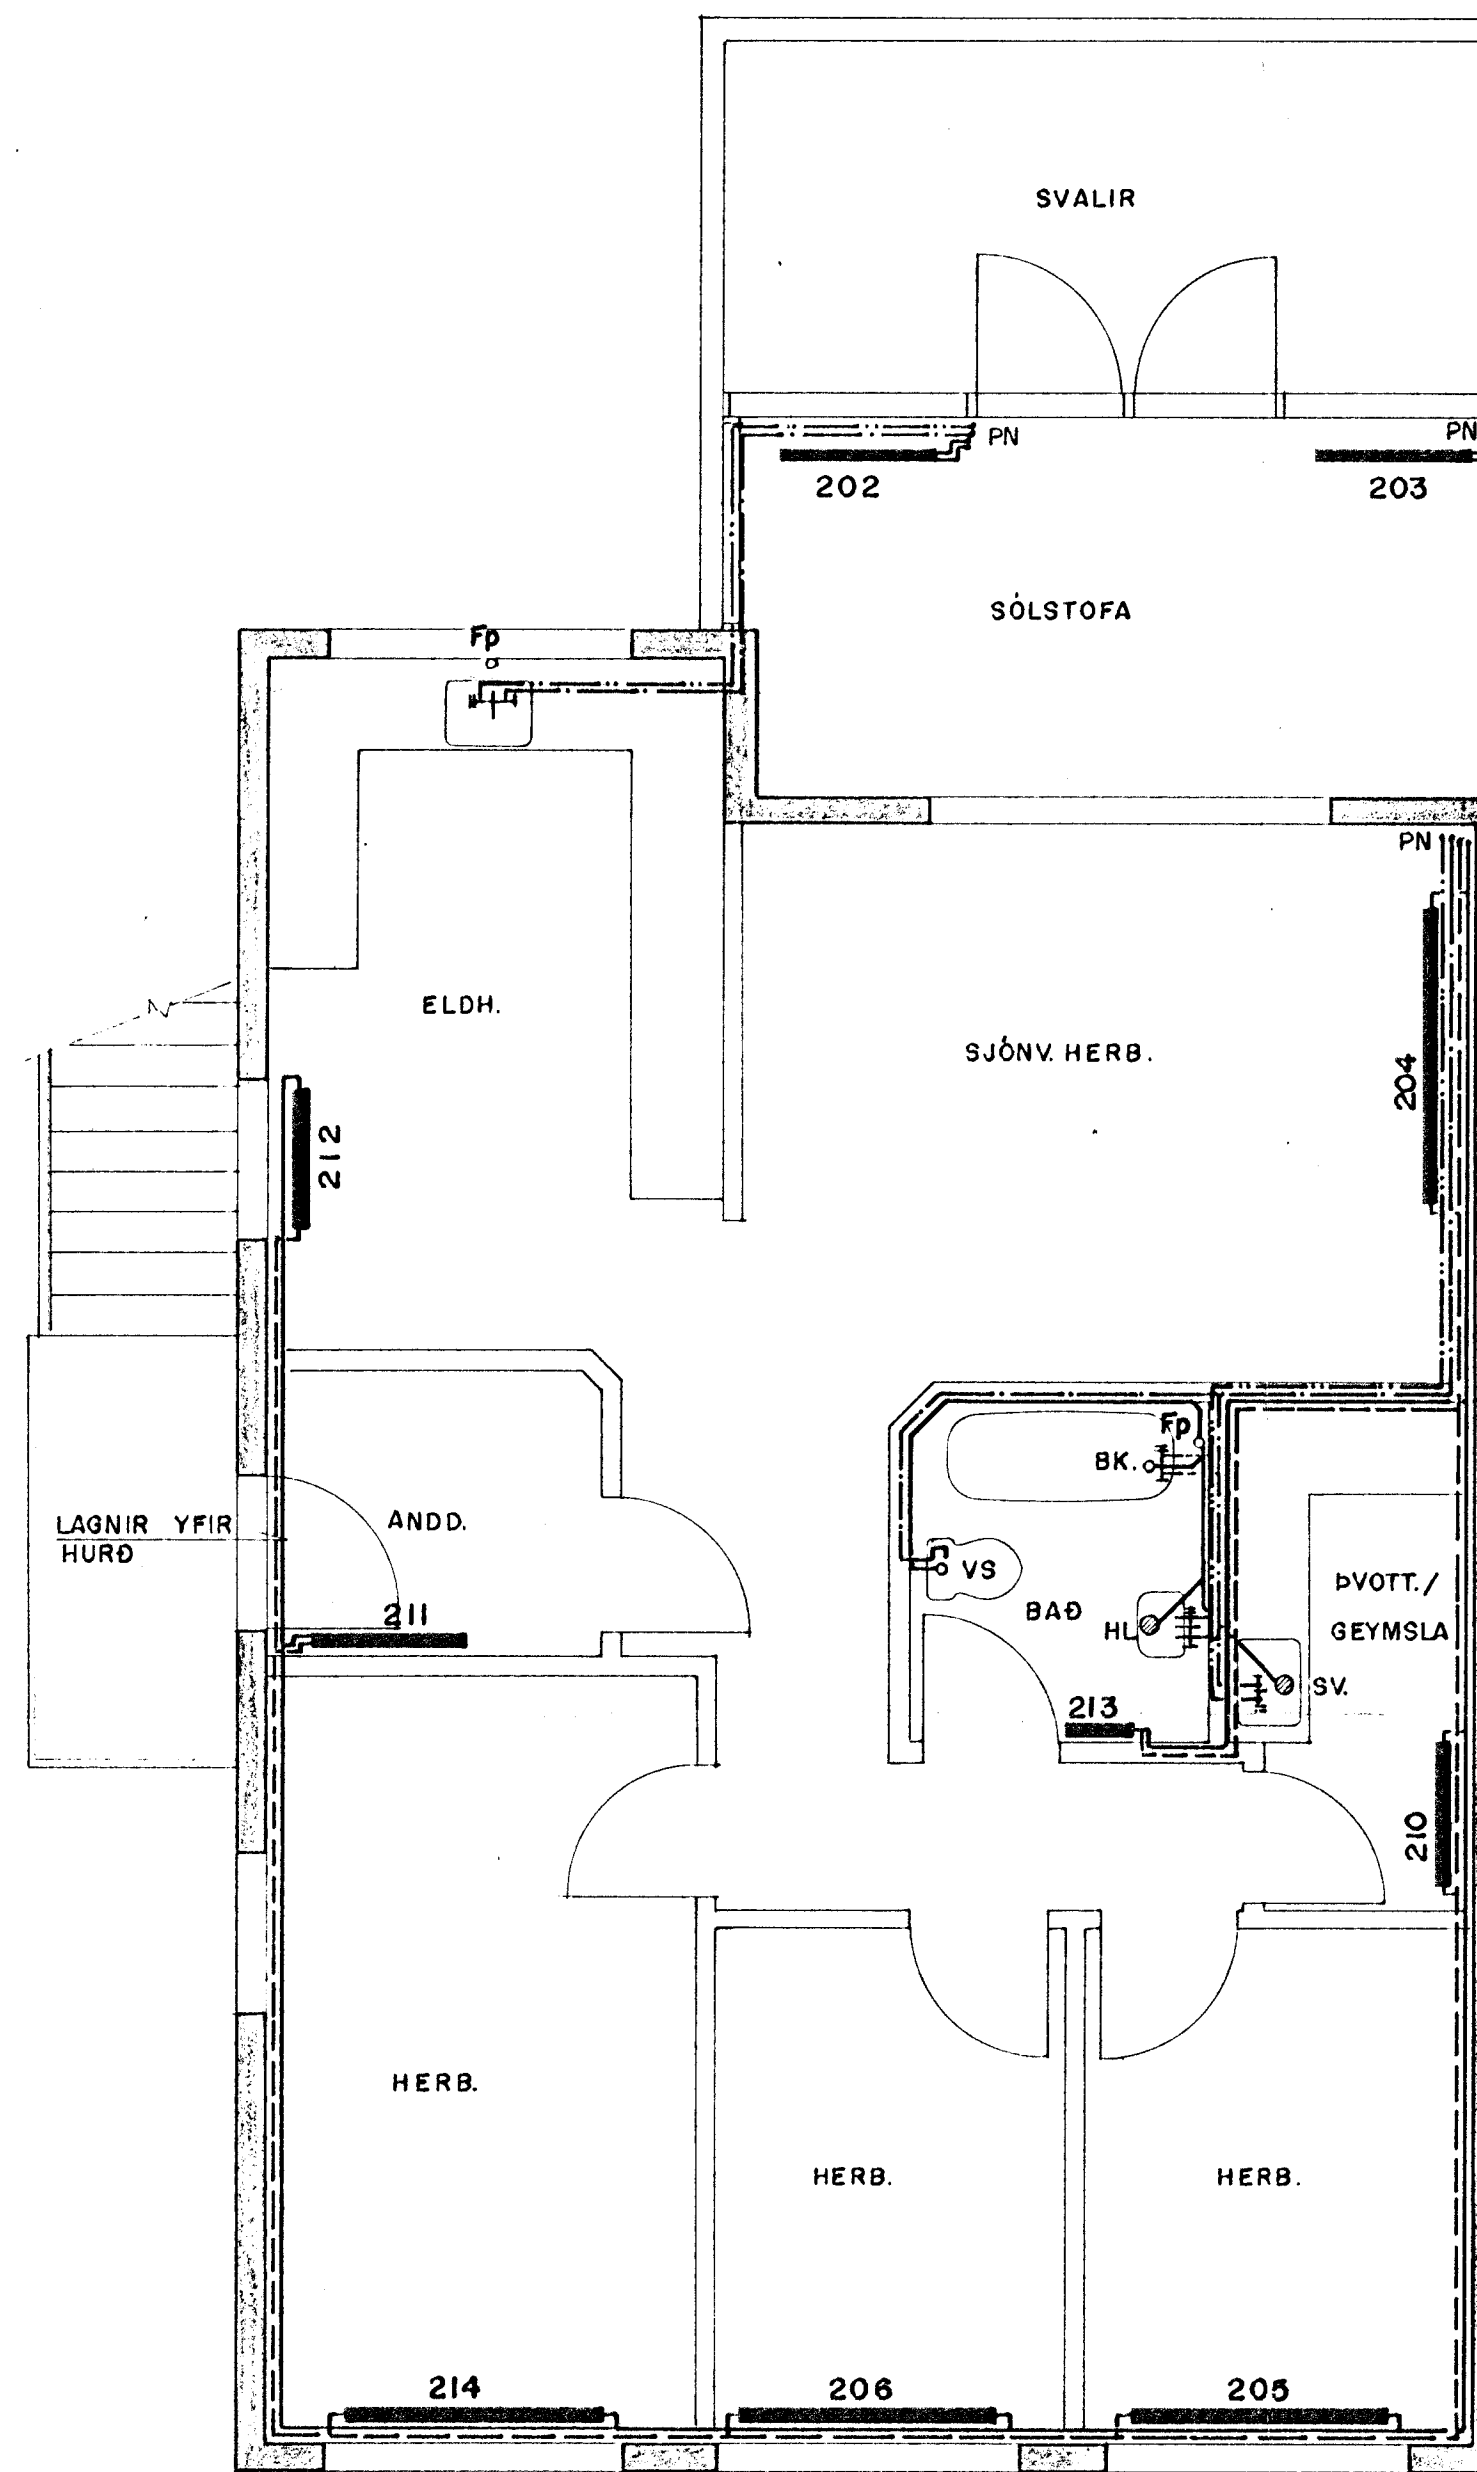 SVALIR
PN
PN
202
203
SÓLSTOFA
Fp
PN
ELDH.
SJÓNV. HERB.
204
212
Fp
BK.
LAGNIR YFIR
HURÐ
ANDD.
VS
ÞVOTT./
GEYMSLA
BAÐ
211
HL
SV.
213
210
HERB.
HERB.
HERB.
214
206
205